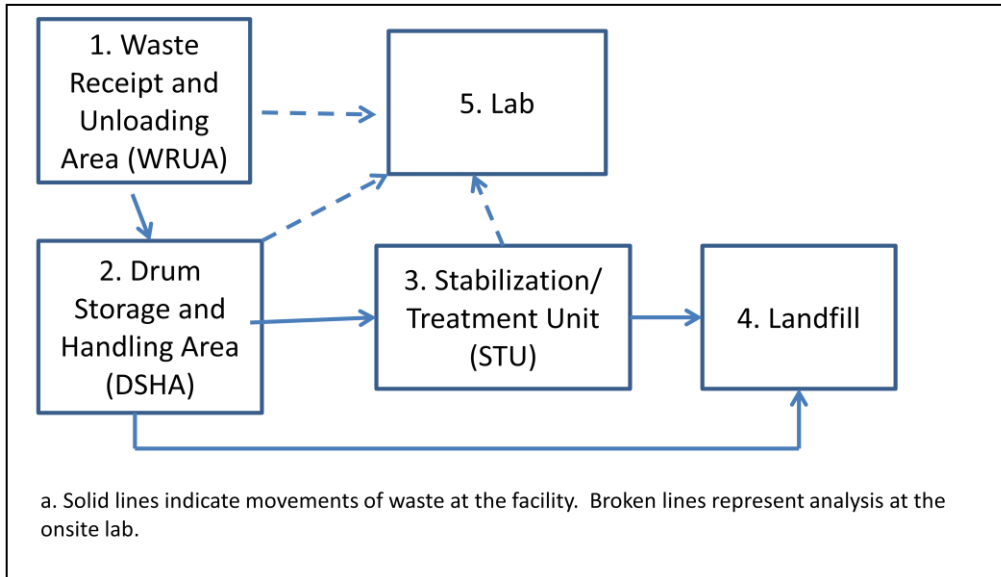 1. Waste
Receipt and
Unloading
Area (WRUA)
5. Lab
2. Drum
Storage and
Handling Area
(DSHA)
3. Stabilization/
Treatment Unit
(STU)
4. Landfill
a. Solid lines indicate movements of waste at the facility.  Broken lines represent analysis at the
onsite lab.